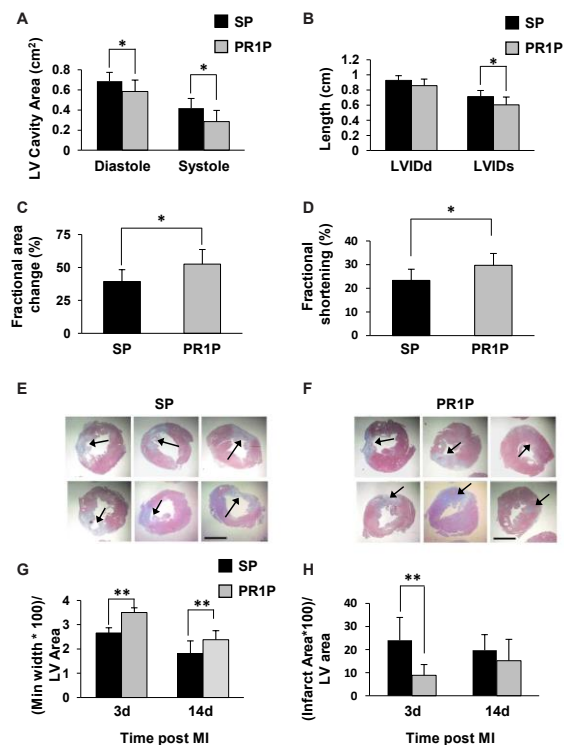 A
SP
PR1P
LV Cavity Area (cm²)
0.8
0.6
0.4
0.2
0
*
*
Diastole
Systole
B
SP
PR1P
Length (cm)
1.2
1
0.8
0.6
0.4
0.2
0
*
LVIDd
LVIDs
C
Fractional area
change (%)
75
50
25
0
*
SP
PR1P
D
Fractional
shortening (%)
40
30
20
10
0
*
SP
PR1P
E
SP
F
PR1P
G
SP
PR1P
(Min width * 100)/
LV Area
4
3
2
1
0
**
**
3d
14d
Time post MI
H
(Infarct Area*100)/
LV area
40
30
20
10
0
**
3d
14d
Time post MI